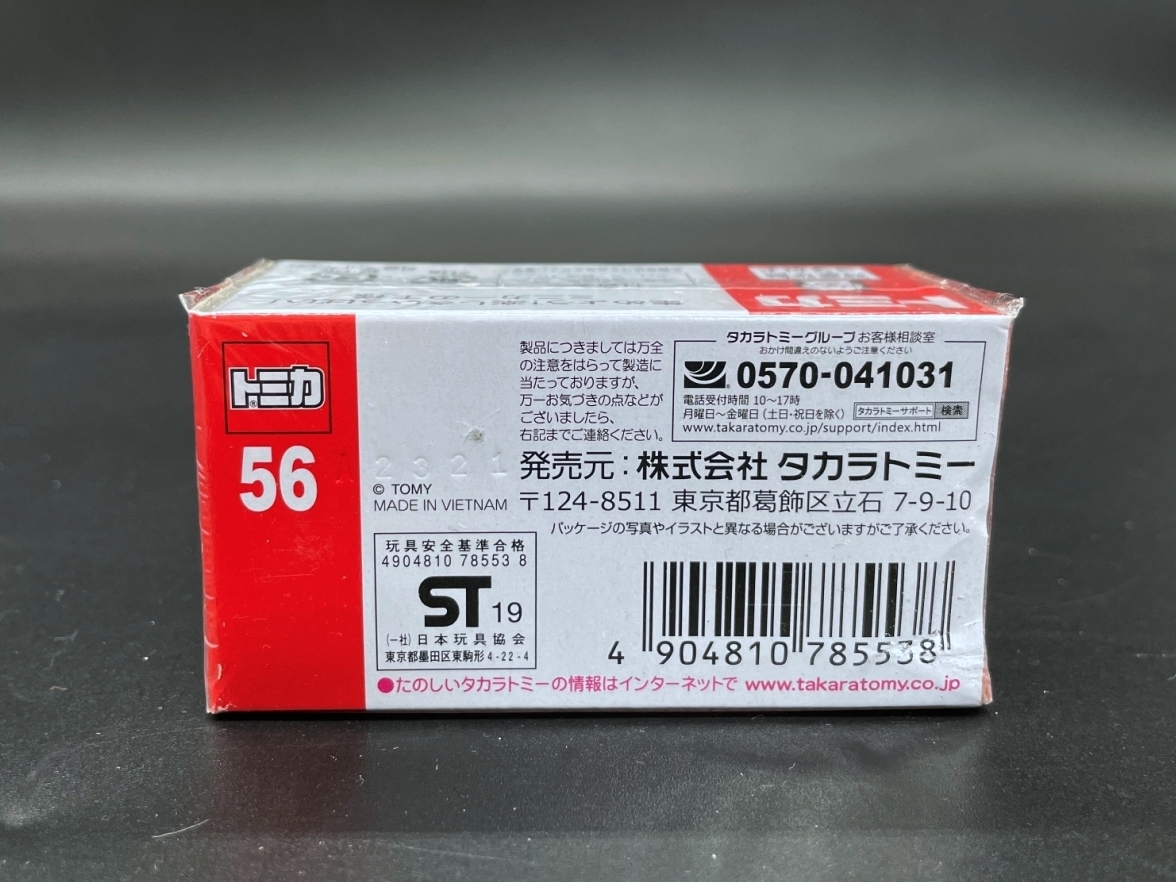 トミカ
トミカ
®
56
製品につきましては万全
の注意をはらって製造に
当たっておりますが、
万一お気づきの点などが
ございましたら、
右記までご連絡ください。
タカラトミーグループ お客様相談室
おかけ間違えのないようご注意ください
0570-041031
電話受付時間 10〜17時
月曜日〜金曜日 (土日・祝日を除く) タカラトミーサポート 検索
www.takaratomy.co.jp/support/index.html
2321
© TOMY
MADE IN VIETNAM
発売元:株式会社 タカラトミー
〒124-8511 東京都葛飾区立石 7-9-10
パッケージの写真やイラストと異なる場合がございますがご了承ください。
玩具安全基準合格
4904810 78553 8
ST 19
(一社)日本玩具協会
東京都墨田区東駒形4-22-4
4 904810 785538
●たのしいタカラトミーの情報はインターネットで www.takaratomy.co.jp